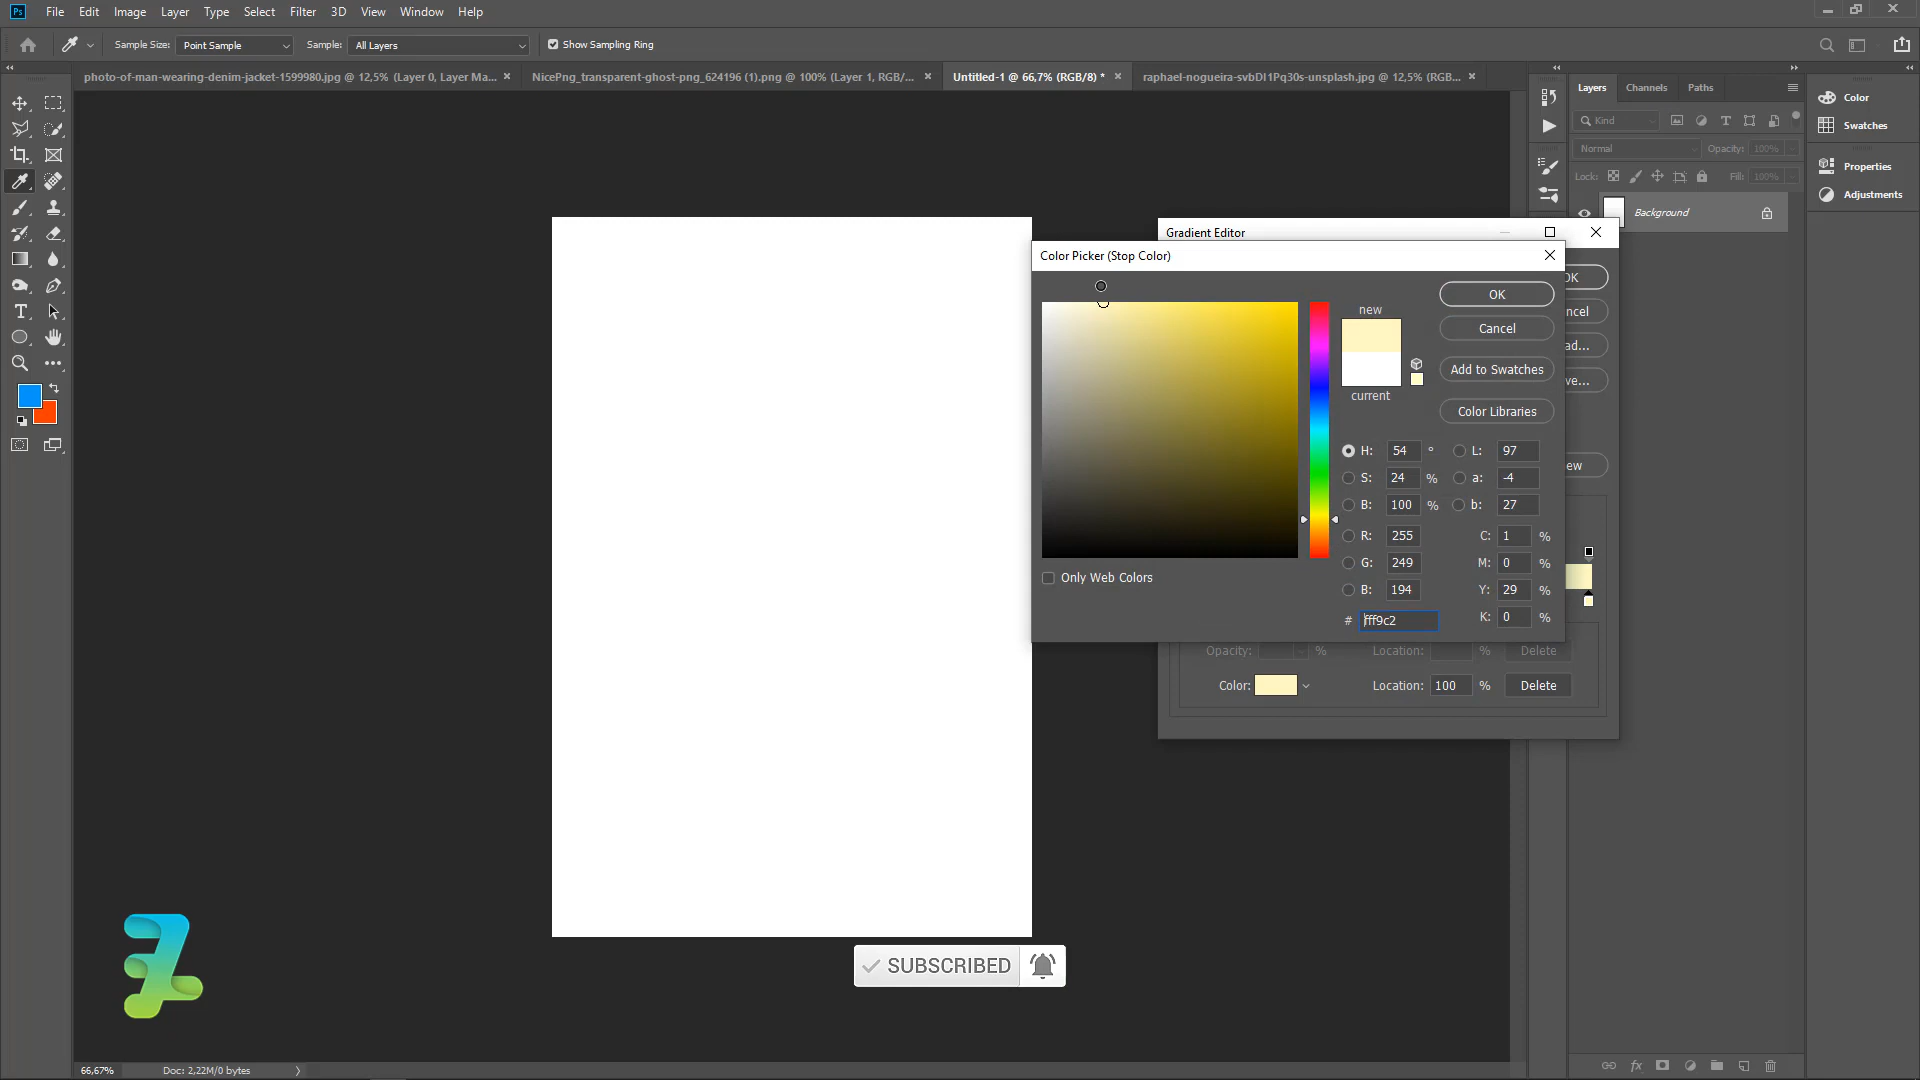 Ps File Edit Image Layer Type Select Filter 3D View Window Help
Sample Size: Point Sample Sample: All Layers Show Sampling Ring
photo-of-man-wearing-denim-jacket-1599980.jpg @ 12,5% (Layer 0, Layer Ma... NicePng_transparent-ghost-png_624196 (1).png @ 100% (Layer 1, RGB/... Untitled-1 @ 66,7% (RGB/8) * raphael-nogueira-svbDI1Pq30s-unsplash.jpg @ 12,5% (RGB...
Layers Channels Paths
Color
Kind
Swatches
Normal Opacity: 100%
Properties
Lock: Fill: 100%
Adjustments
Background
Gradient Editor
Color Picker (Stop Color)
OK
OK
new
Cancel
ncel
Add to Swatches
ad...
ve...
current
Color Libraries
H: 54 ° L: 97
S: 24 % a: -4
ew
B: 100 % b: 27
R: 255 C: 1 %
G: 249 M: 0 %
Only Web Colors
B: 194 Y: 29 %
# fff9c2 K: 0 %
Opacity: % Location: % Delete
Color: Location: 100 % Delete
SUBSCRIBED
66,67% Doc: 2,22M/0 bytes